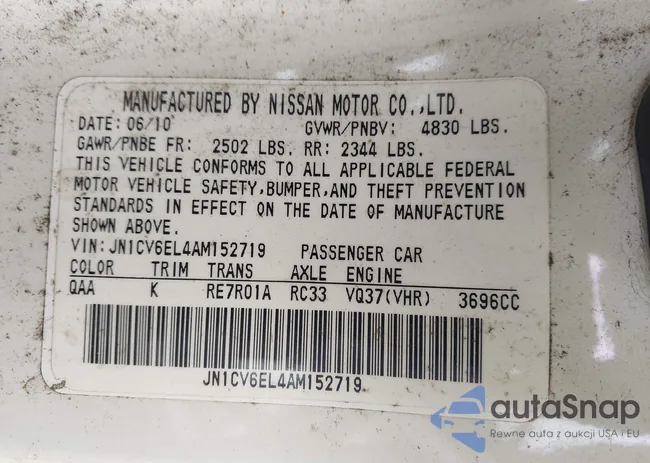 MANUFACTURED BY NISSAN MOTOR CO.,LTD.
DATE: 06/10 GVWR/PNBV: 4830 LBS.
GAWR/PNBE FR: 2502 LBS. RR: 2344 LBS.
THIS VEHICLE CONFORMS TO ALL APPLICABLE FEDERAL
MOTOR VEHICLE SAFETY,BUMPER,AND THEFT PREVENTION
STANDARDS IN EFFECT ON THE DATE OF MANUFACTURE
SHOWN ABOVE.
VIN:JN1CV6EL4AM152719 PASSENGER CAR
COLOR TRIM TRANS AXLE ENGINE
QAA K RE7R01A RC33 VQ37(VHR) 3696CC
JN1CV6EL4AM152719
autaSnap
Rewne auta z aukcji USA i EU